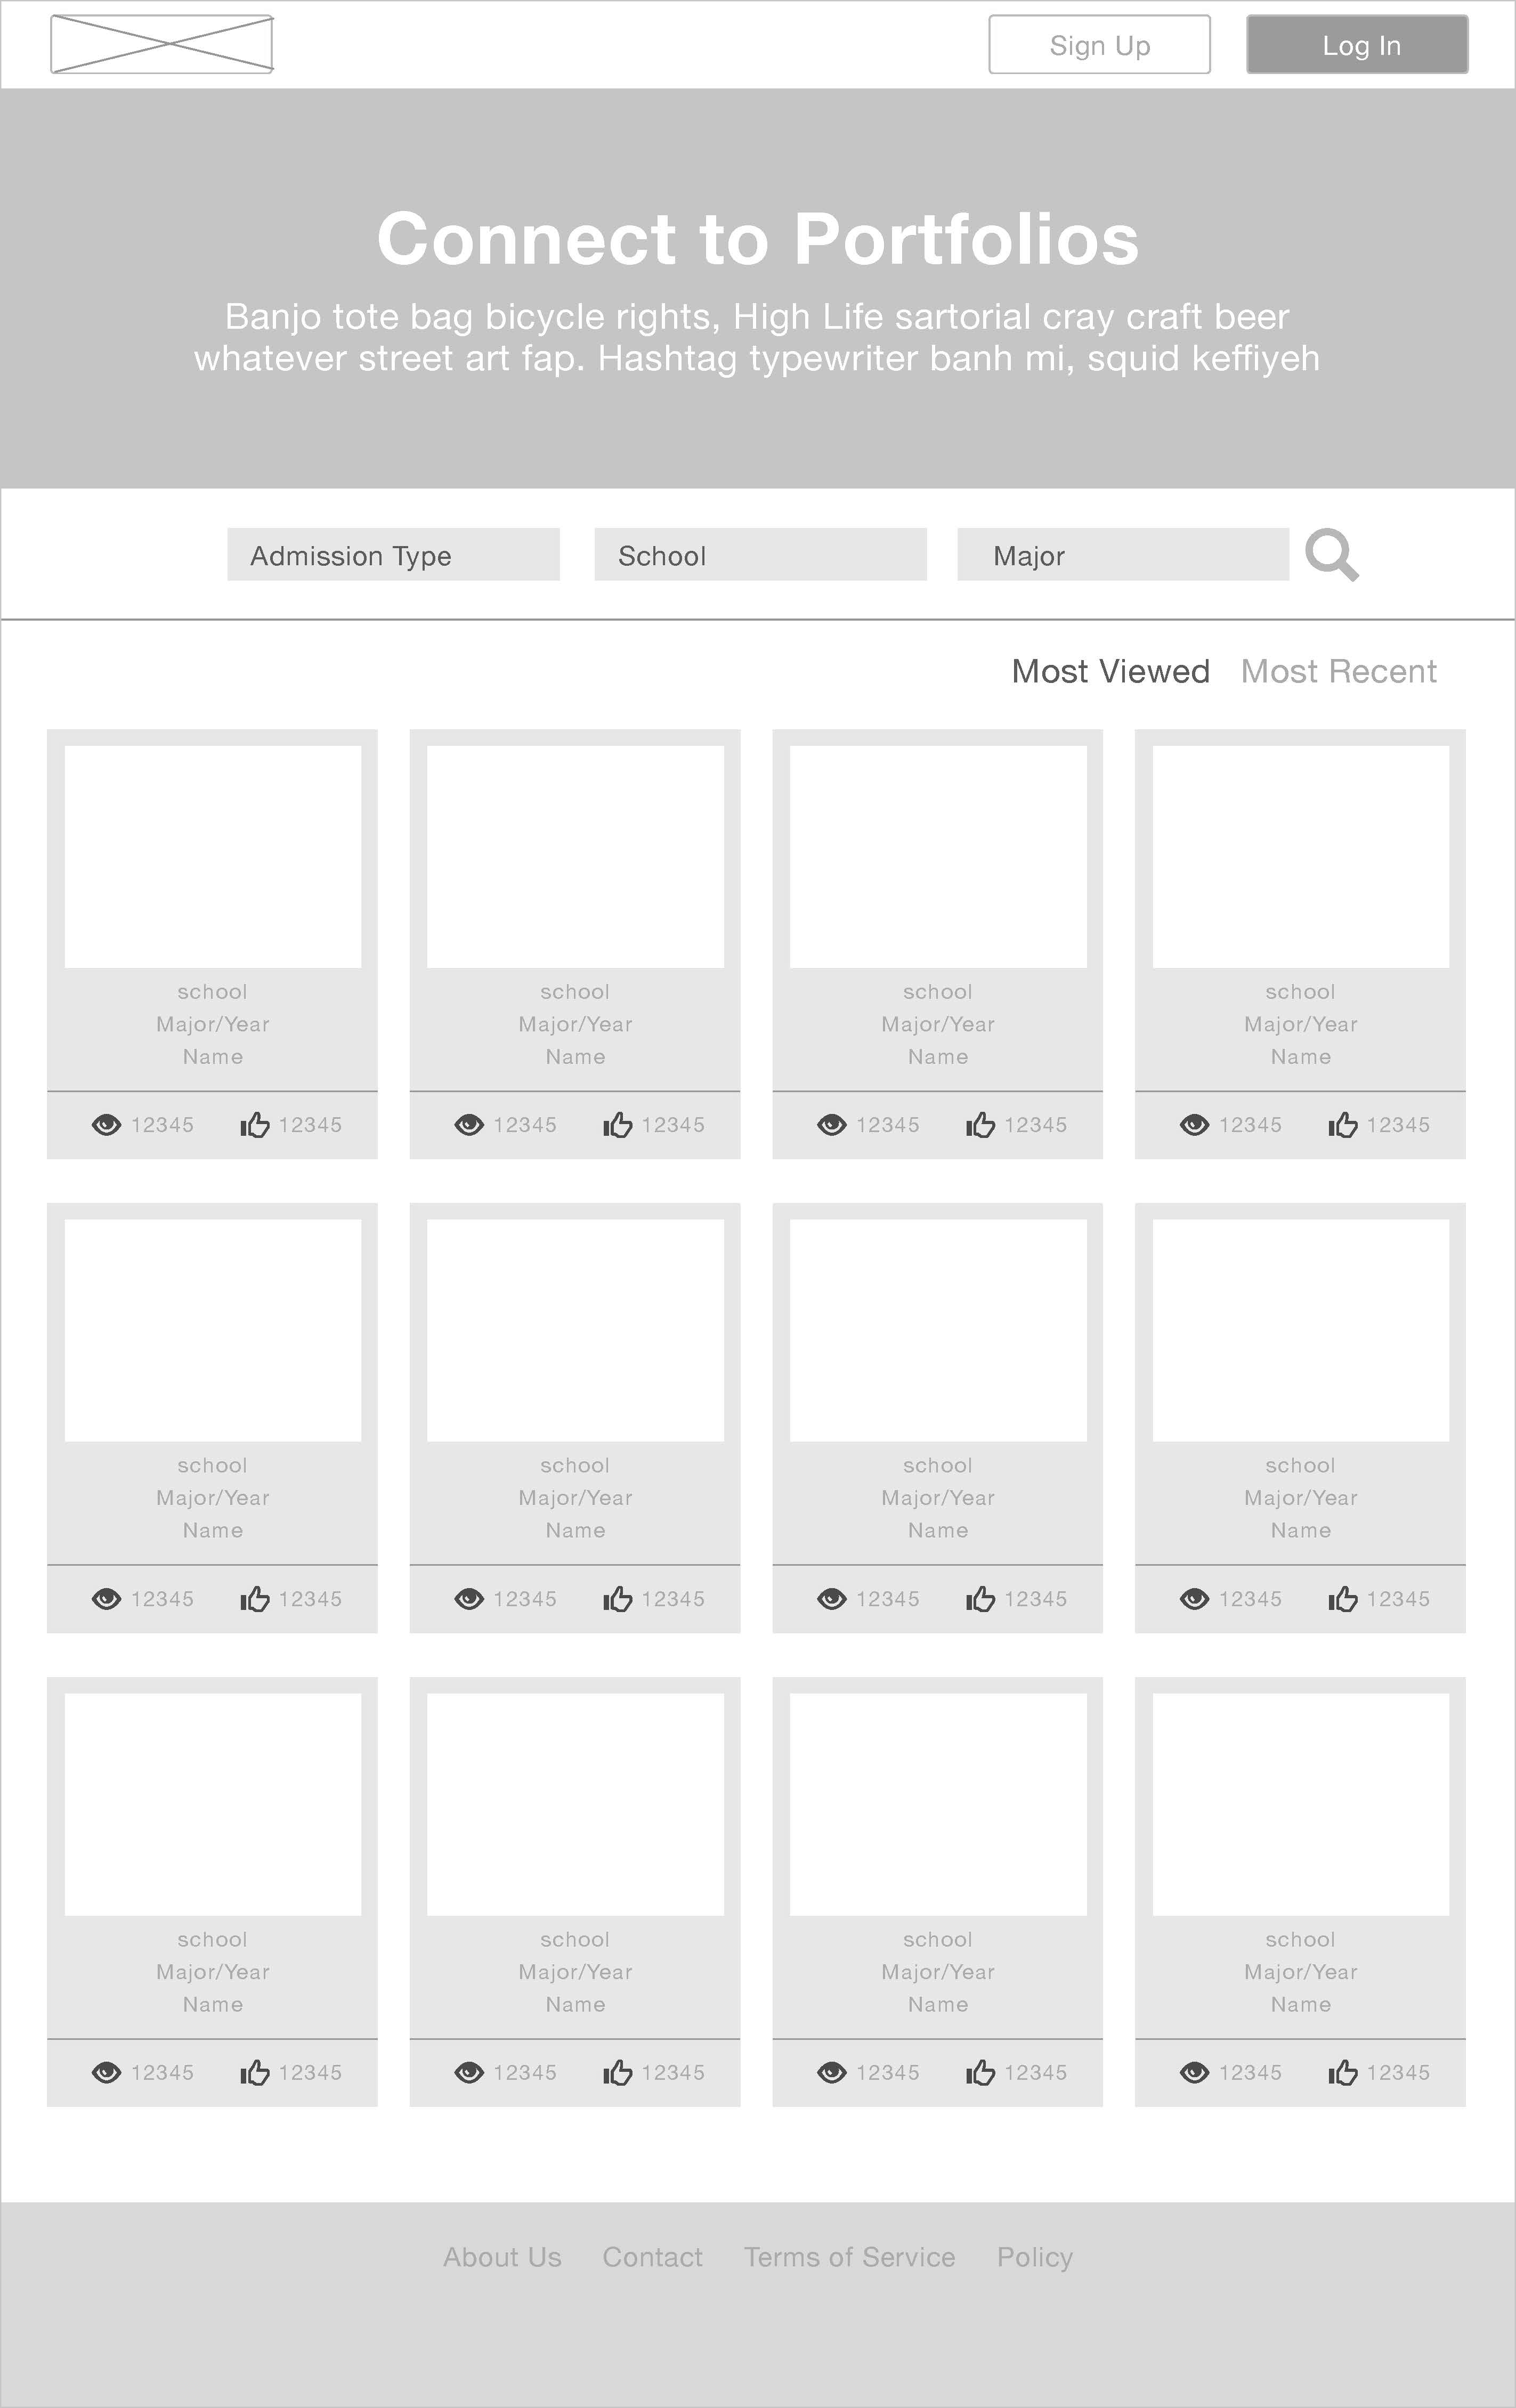 Sign Up Log In
Connect to Portfolios
Banjo tote bag bicycle rights, High Life sartorial cray craft beer
whatever street art fap. Hashtag typewriter banh mi, squid keffiyeh
Admission Type School Major
Most Viewed Most Recent
school school school school
Major/Year Major/Year Major/Year Major/Year
Name Name Name Name
12345 12345 12345 12345 12345 12345 12345 12345
school school school school
Major/Year Major/Year Major/Year Major/Year
Name Name Name Name
12345 12345 12345 12345 12345 12345 12345 12345
school school school school
Major/Year Major/Year Major/Year Major/Year
Name Name Name Name
12345 12345 12345 12345 12345 12345 12345 12345
About Us Contact Terms of Service Policy